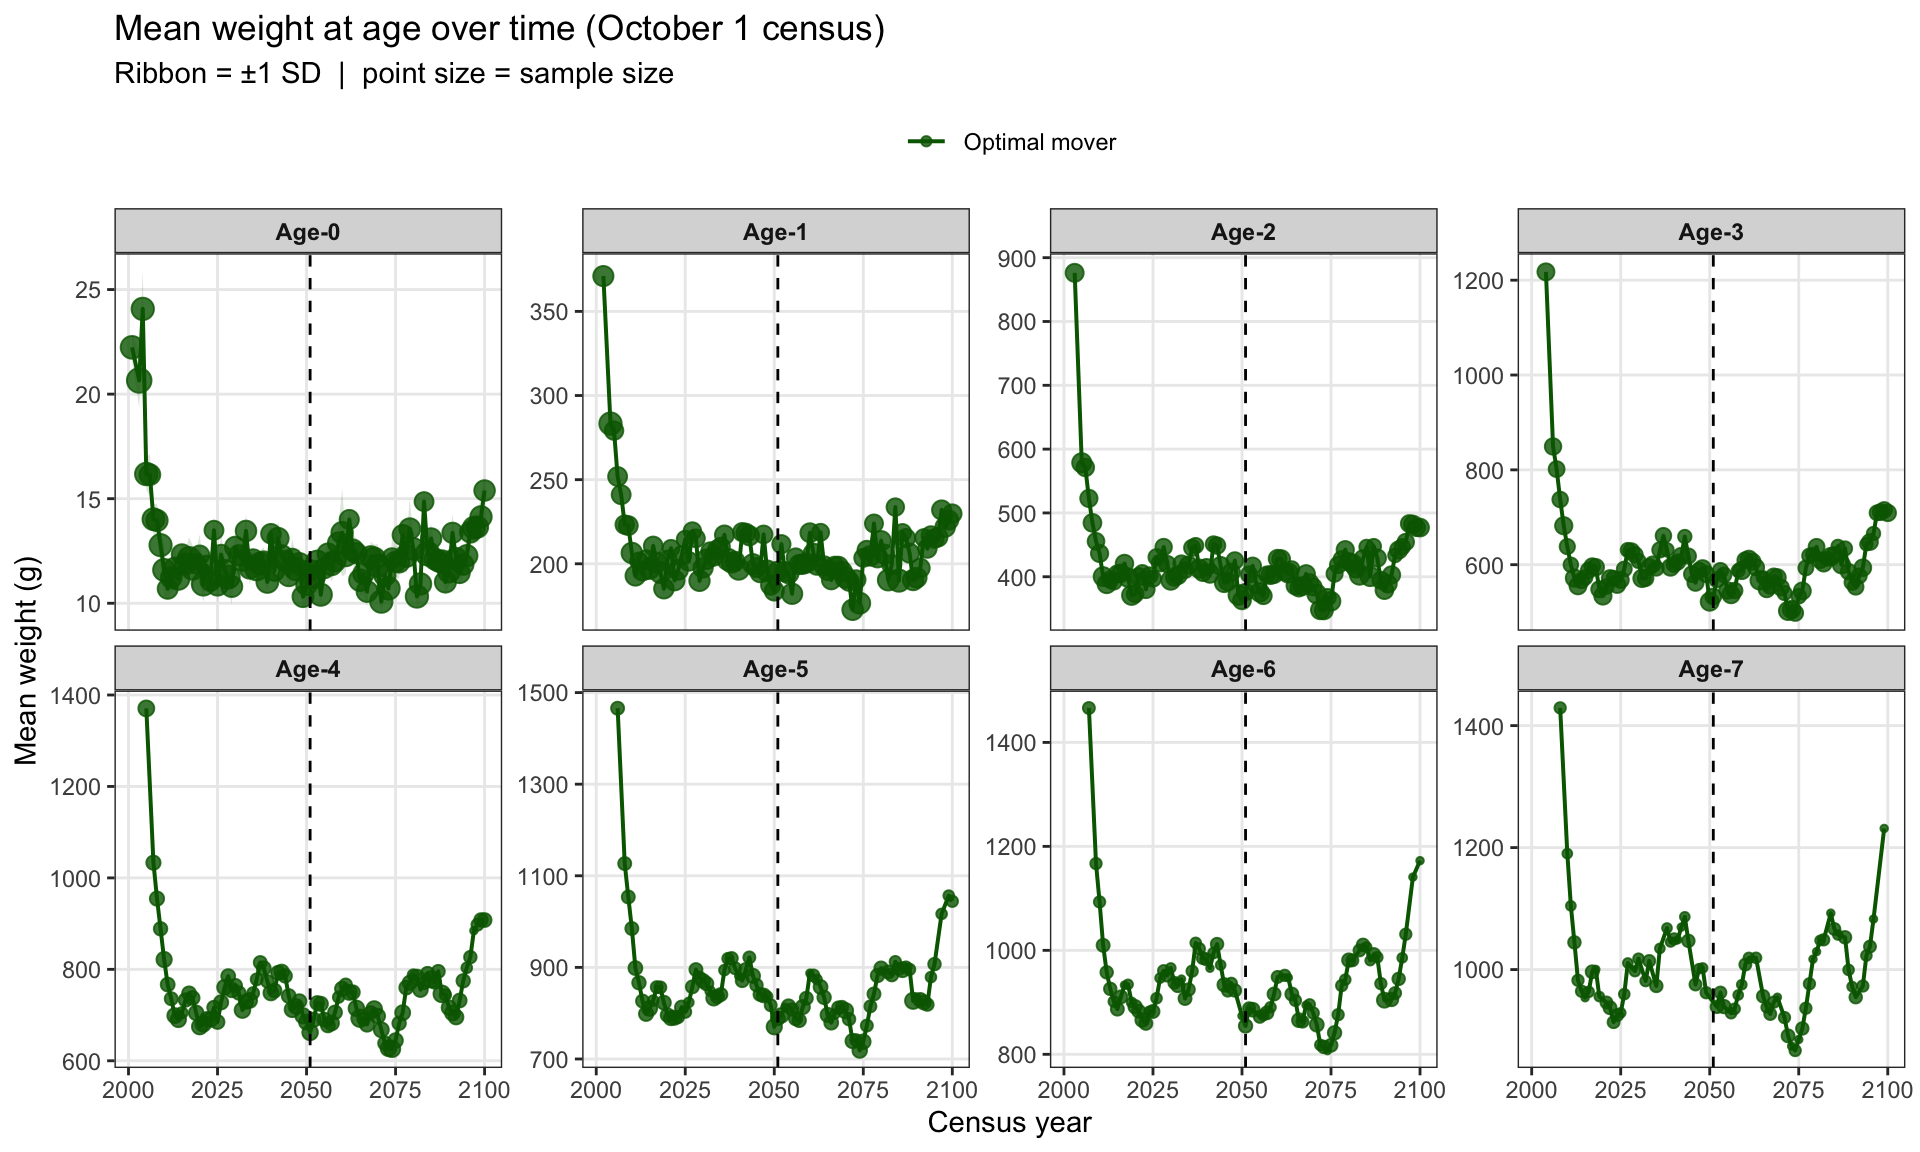 Mean weight at age over time (October 1 census)
Ribbon = ±1 SD  |  point size = sample size
Optimal mover
Age-0
Age-1
Age-2
Age-3
25
20
15
10
350
300
250
200
900
800
700
600
500
400
1200
1000
800
600
Mean weight (g)
Age-4
Age-5
Age-6
Age-7
1400
1200
1000
800
600
1500
1300
1100
900
700
1400
1200
1000
800
1400
1200
1000
2000 2025 2050 2075 2100
2000 2025 2050 2075 2100
2000 2025 2050 2075 2100
2000 2025 2050 2075 2100
Census year